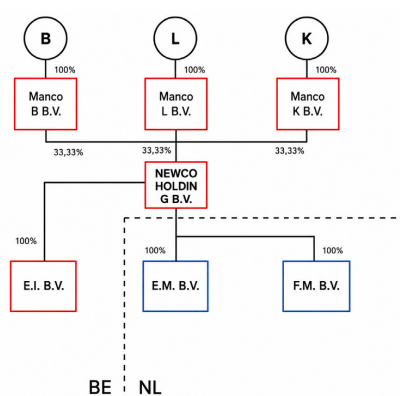 B
L
K
100%
100%
100%
Manco
B B.V.
Manco
L B.V.
Manco
K B.V.
33,33%
33,33%
33,33%
NEWCO
HOLDIN
G B.V.
100%
100%
100%
E.I. B.V.
E.M. B.V.
F.M. B.V.
BE
NL